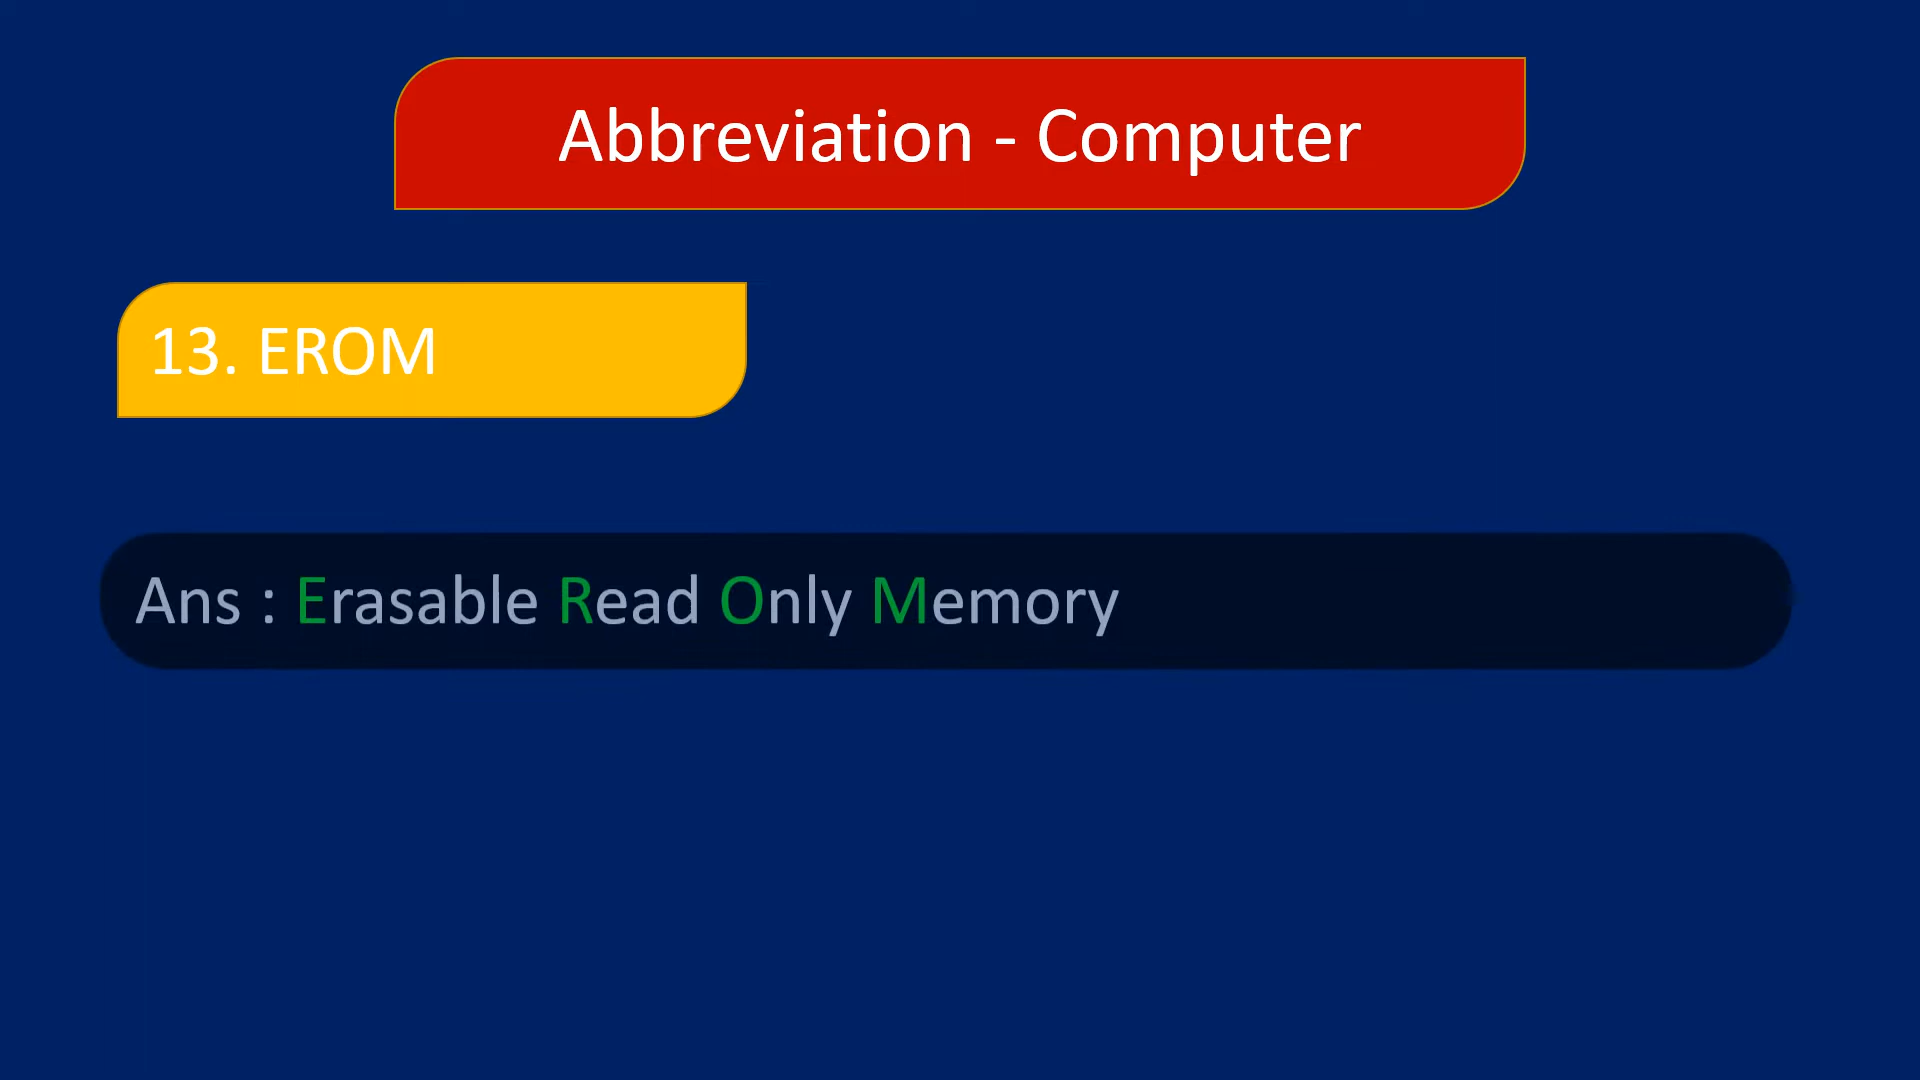 Abbreviation - Computer
13. EROM
Ans : Erasable Read Only Memory